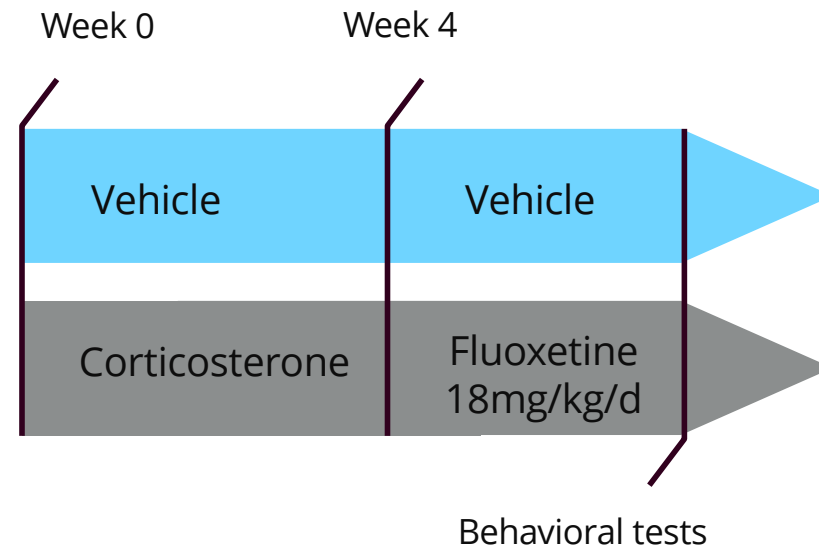 Week 0
Week 4
Vehicle
Vehicle
Corticosterone
Fluoxetine
18mg/kg/d
Behavioral tests